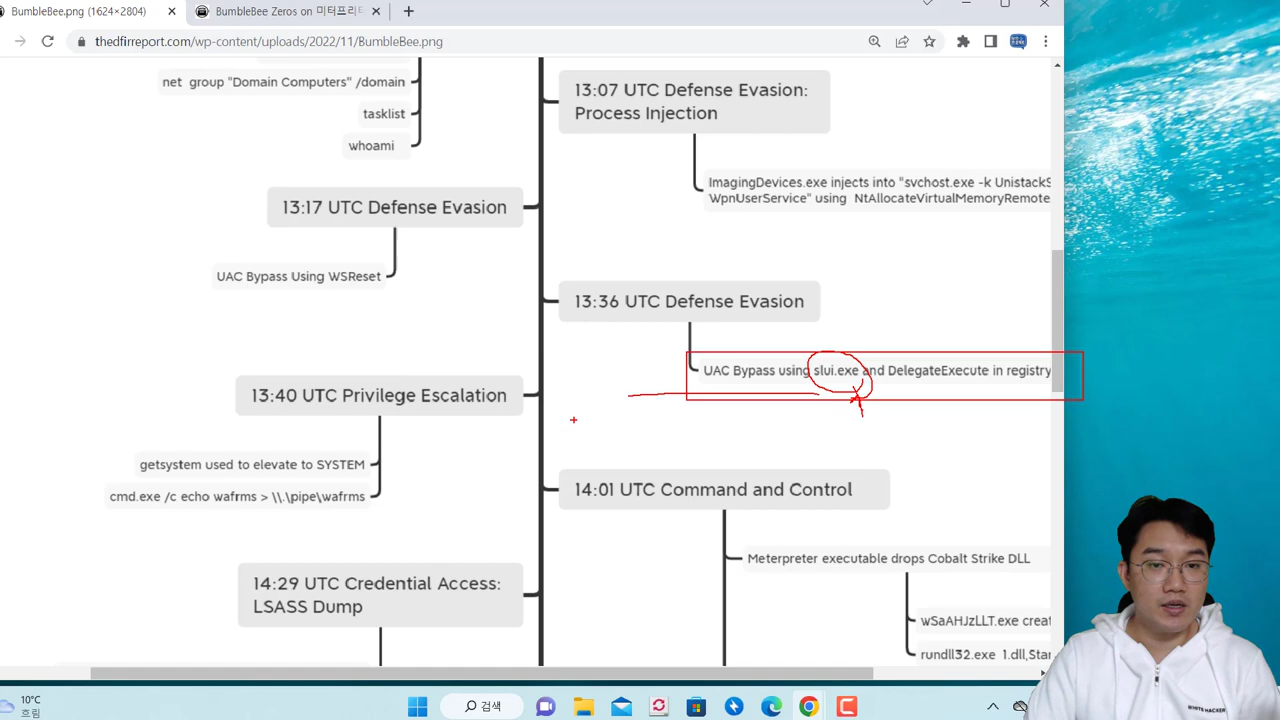 BumbleBee.png (1624×2804)
BumbleBee Zeros on 미터프리터
thedfirreport.com/wp-content/uploads/2022/11/BumbleBee.png
net group "Domain Computers" /domain
tasklist
whoami
13:07 UTC Defense Evasion:
Process Injection
ImagingDevices.exe injects into "svchost.exe -k UnistackS
WpnUserService" using NtAllocateVirtualMemoryRemote
13:17 UTC Defense Evasion
UAC Bypass Using WSReset
13:36 UTC Defense Evasion
UAC Bypass using slui.exe and DelegateExecute in registry
13:40 UTC Privilege Escalation
getsystem used to elevate to SYSTEM
cmd.exe /c echo wafrms > \\.\pipe\wafrms
14:01 UTC Command and Control
Meterpreter executable drops Cobalt Strike DLL
wSaAHJzLLT.exe creat
rundll32.exe 1.dll,Star
14:29 UTC Credential Access:
LSASS Dump
WHITE HACKER
10°C
흐림
검색